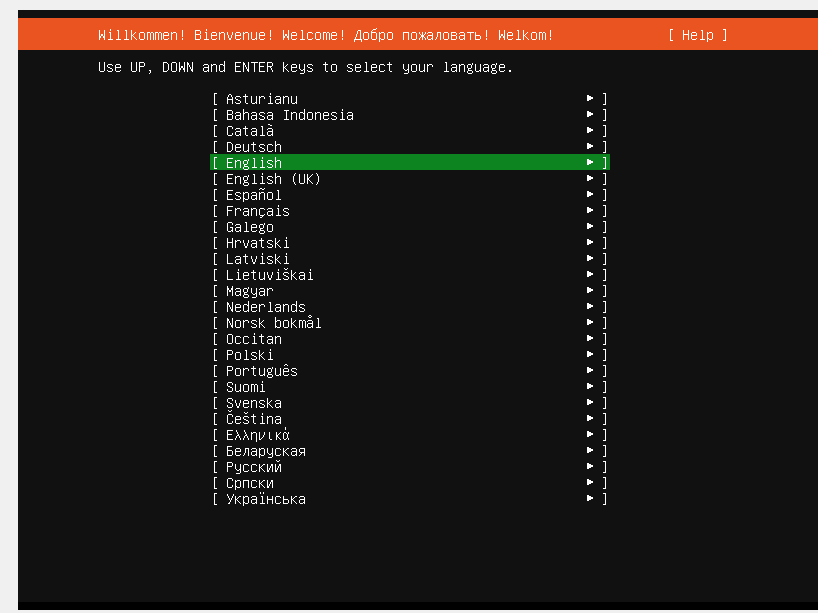 Willkommen! Bienvenue! Welcome! Добро пожаловать! Welkom! [ Help ]
Use UP, DOWN and ENTER keys to select your language.
[ Asturianu ▸ ]
[ Bahasa Indonesia ▸ ]
[ Català ▸ ]
[ Deutsch ▸ ]
[ English ▸ ]
[ English (UK) ▸ ]
[ Español ▸ ]
[ Français ▸ ]
[ Galego ▸ ]
[ Hrvatski ▸ ]
[ Latviski ▸ ]
[ Lietuviškai ▸ ]
[ Magyar ▸ ]
[ Nederlands ▸ ]
[ Norsk bokmål ▸ ]
[ Occitan ▸ ]
[ Polski ▸ ]
[ Português ▸ ]
[ Suomi ▸ ]
[ Svenska ▸ ]
[ Čeština ▸ ]
[ Ελληνικά ▸ ]
[ Беларуская ▸ ]
[ Русский ▸ ]
[ Српски ▸ ]
[ Українська ▸ ]